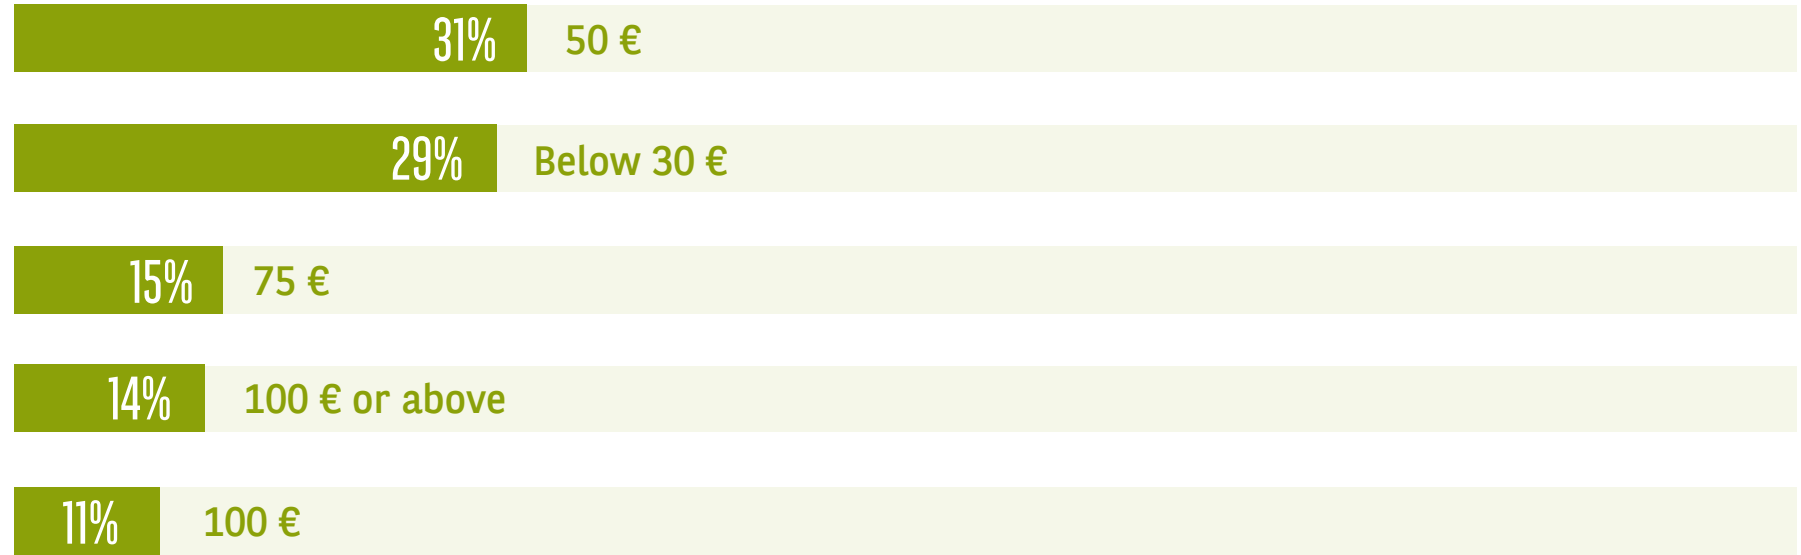 31% 50 €
29% Below 30 €
15% 75 €
14% 100 € or above
11% 100 €